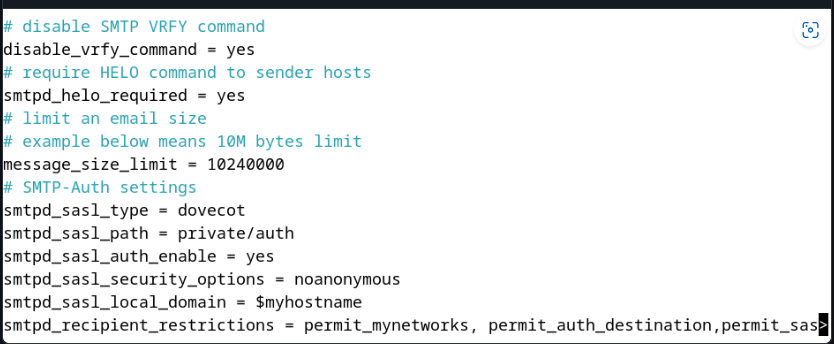 # disable SMTP VRFY command
disable_vrfy_command = yes
# require HELO command to sender hosts
smtpd_helo_required = yes
# limit an email size
# example below means 10M bytes limit
message_size_limit = 10240000
# SMTP-Auth settings
smtpd_sasl_type = dovecot
smtpd_sasl_path = private/auth
smtpd_sasl_auth_enable = yes
smtpd_sasl_security_options = noanonymous
smtpd_sasl_local_domain = $myhostname
smtpd_recipient_restrictions = permit_mynetworks, permit_auth_destination,permit_sas>